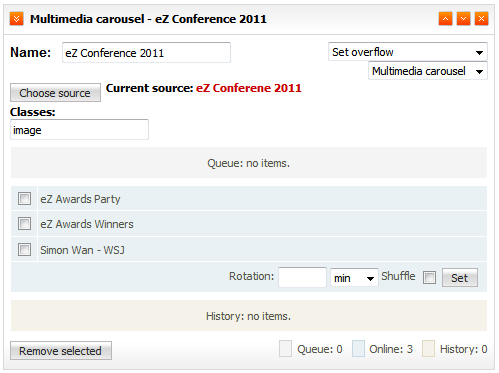 Multimedia carousel - eZ Conference 2011
Name: eZ Conference 2011 Set overflow
Multimedia carousel
Choose source Current source: eZ Conferene 2011
Classes:
image
Queue: no items.
eZ Awards Party
eZ Awards Winners
Simon Wan - WSJ
Rotation: min Shuffle Set
History: no items.
Remove selected Queue: 0 Online: 3 History: 0